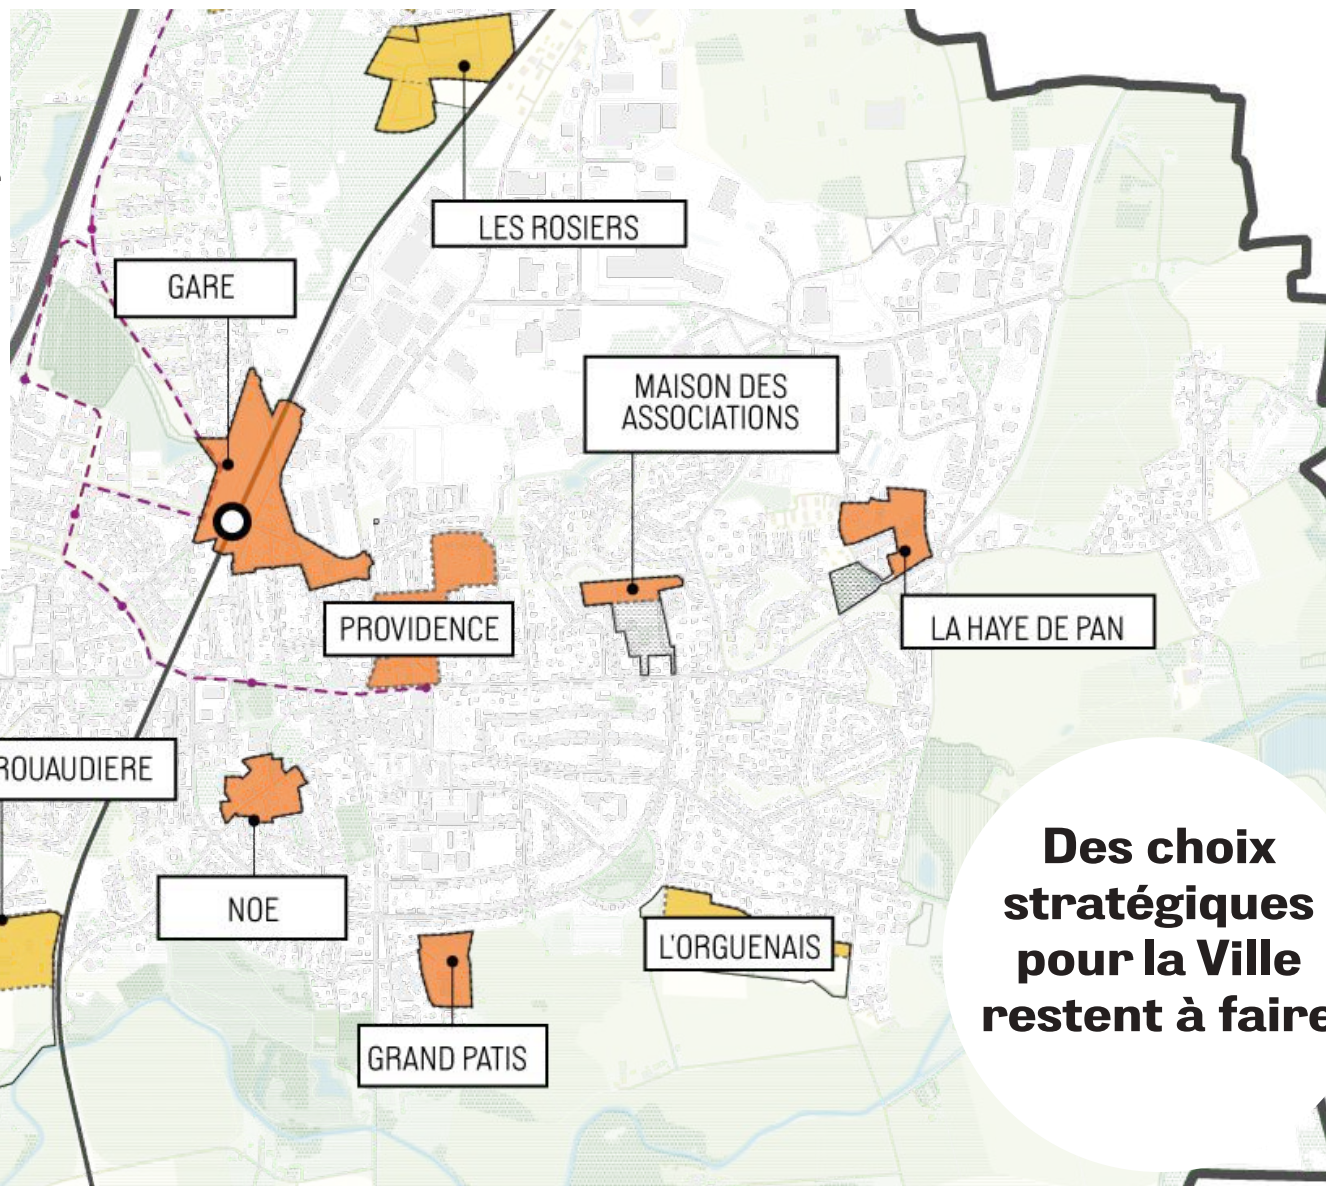 LES ROSIERS
GARE
MAISON DES
ASSOCIATIONS
PROVIDENCE
LA HAYE DE PAN
ROUAUDIERE
NOE
L'ORGUENAIS
GRAND PATIS
Des choix
stratégiques
pour la Ville
restent à faire